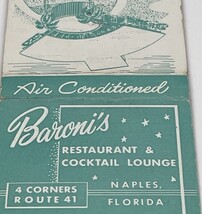 Air Conditioned
Baroni's
RESTAURANT &
COCKTAIL LOUNGE
4 CORNERS
ROUTE 41
NAPLES,
FLORIDA